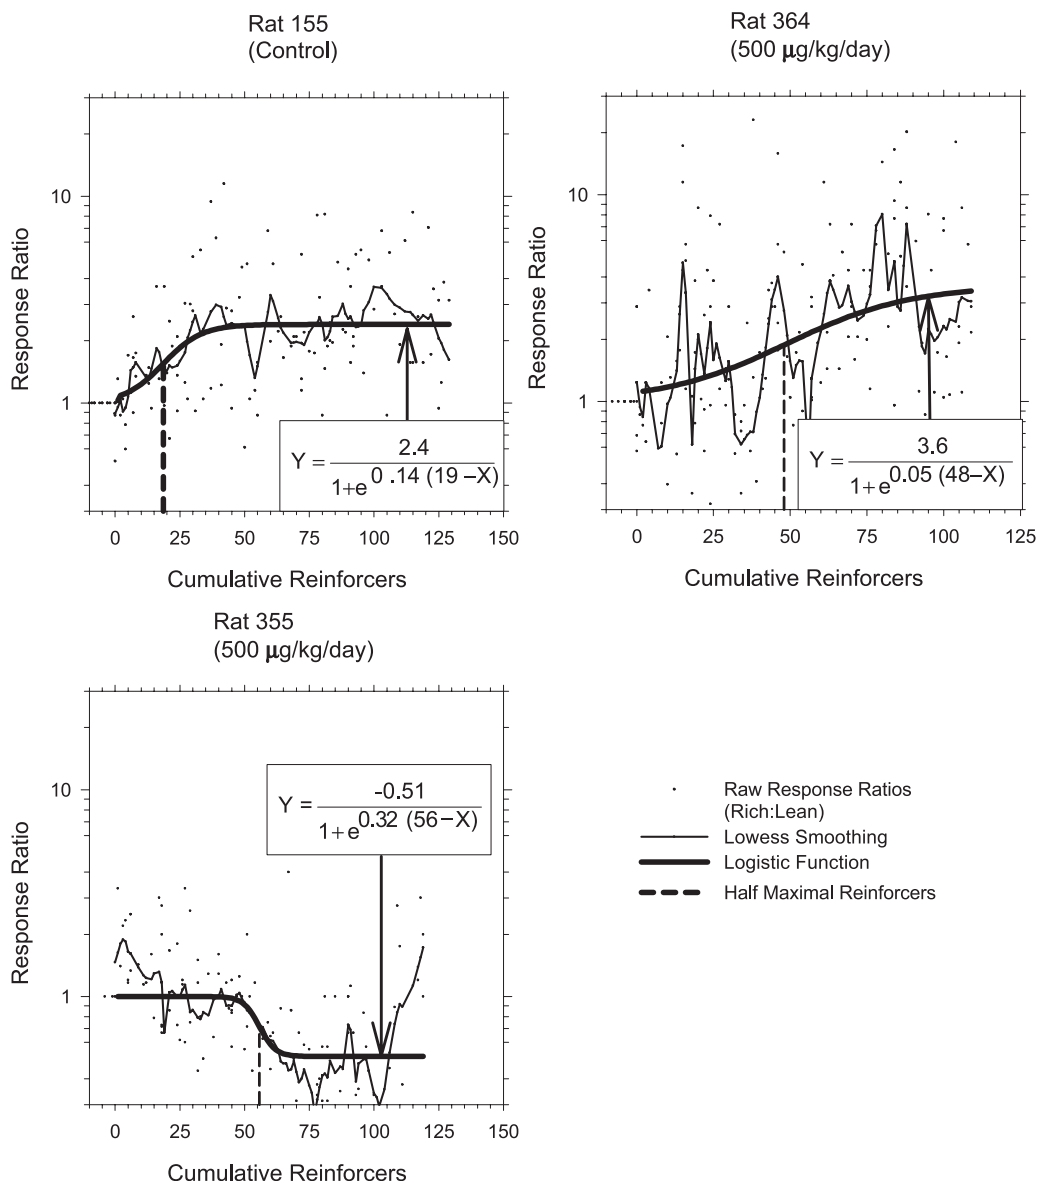 Rat 155
(Control)
Response Ratio
10
1
Y = 2.4
1+e0 .14 (19 –X)
0 25 50 75 100 125 150
Cumulative Reinforcers
Rat 364
(500 μg/kg/day)
Response Ratio
10
1
Y = 3.6
1+e0.05 (48–X)
0 25 50 75 100 125
Cumulative Reinforcers
Rat 355
(500 μg/kg/day)
Response Ratio
10
1
Y = -0.51
1+e0.32 (56–X)
0 25 50 75 100 125 150
Cumulative Reinforcers
Raw Response Ratios
(Rich:Lean)
Lowess Smoothing
Logistic Function
Half Maximal Reinforcers